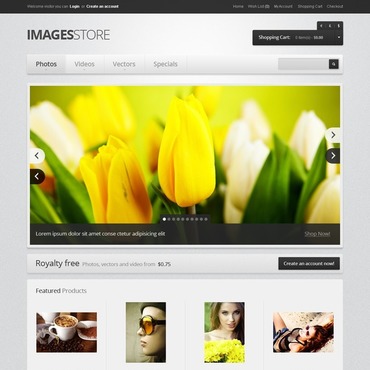 Welcome visitor you can Login or Create an account
Home Wish List (0) My Account Shopping Cart Checkout
IMAGESSTORE
€ £ $
Shopping Cart: 0 item(s) - $0.00
Photos Videos Vectors Specials
Lorem ipsum dolor sit amet conse ctetur adipisicing elit
Shop Now!
Royalty free Photos, vectors and video from $0,75
Create an account now!
Featured Products